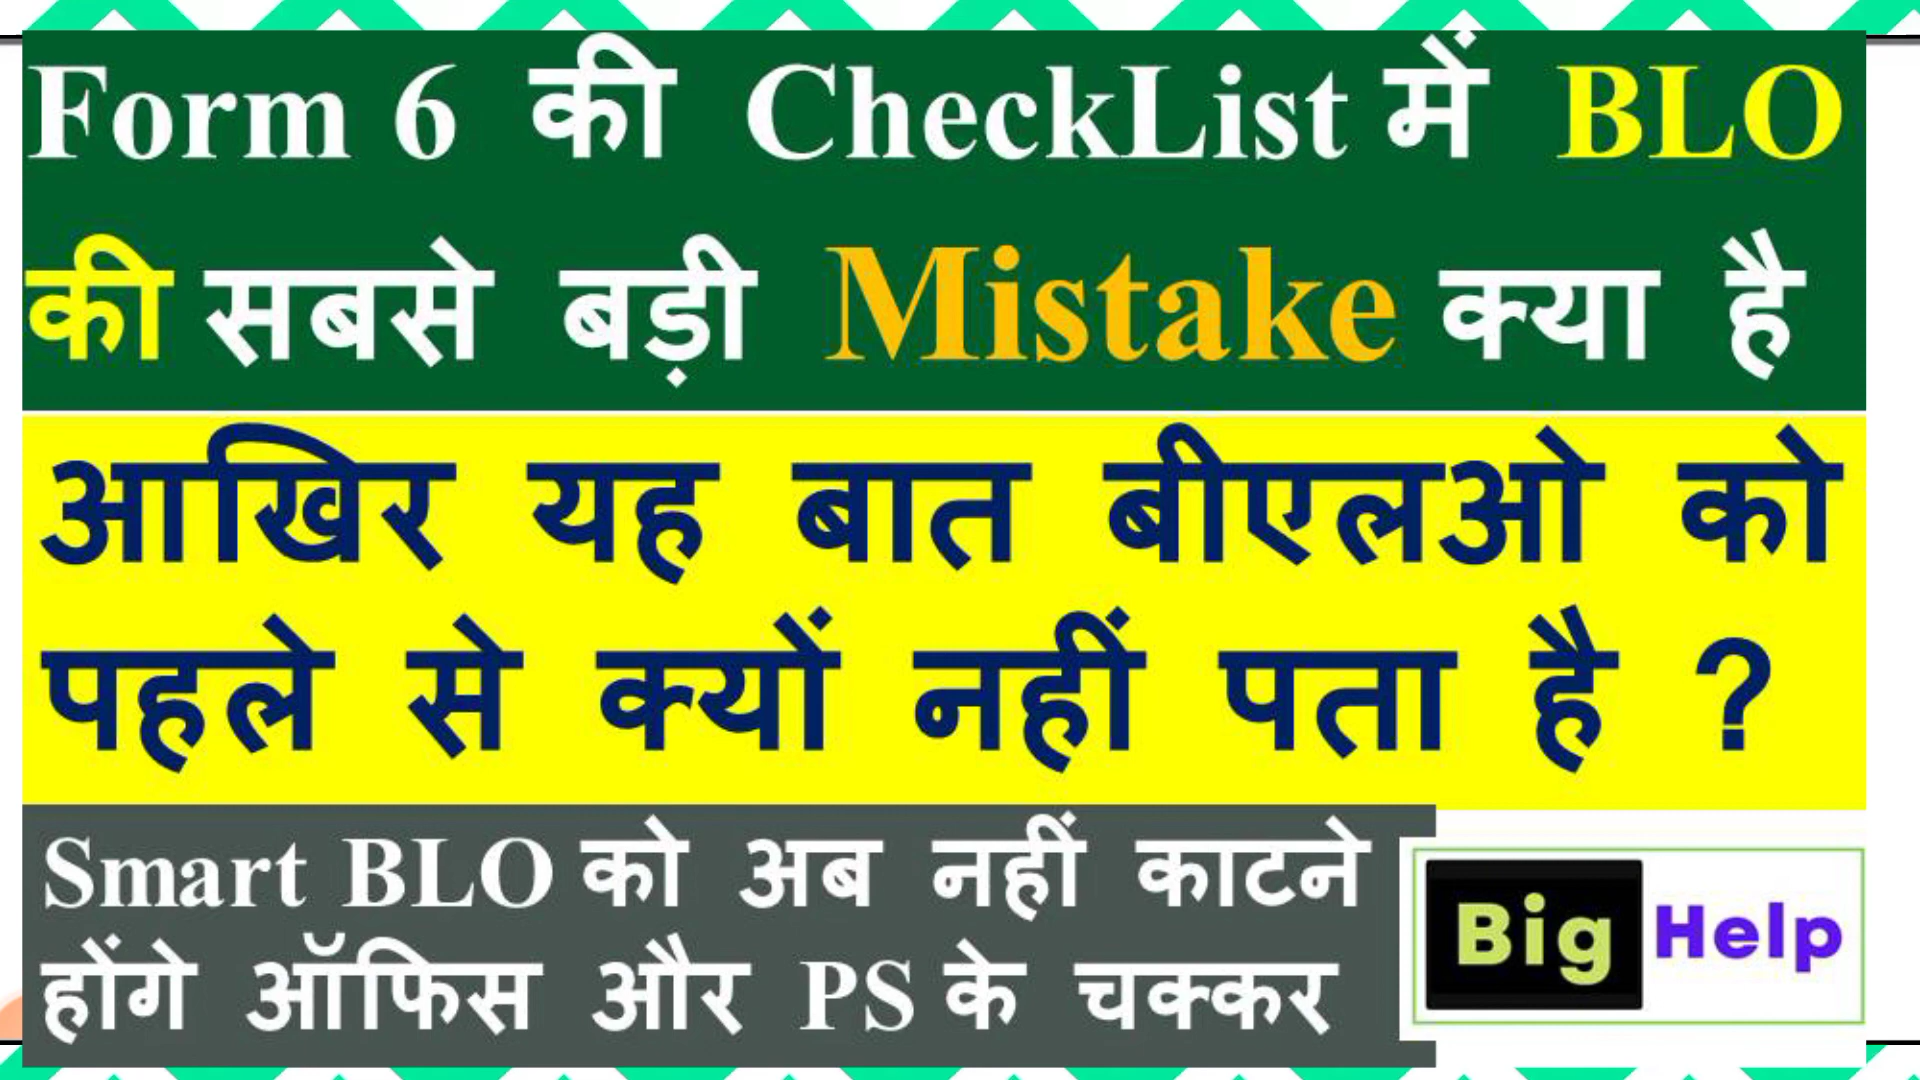 Form 6 की CheckList में BLO
की सबसे बड़ी Mistake क्या है
आखिर यह बात बीएलओ को
पहले से क्यों नहीं पता है ?
Smart BLO को अब नहीं काटने
होंगे ऑफिस और PS के चक्कर
Big Help